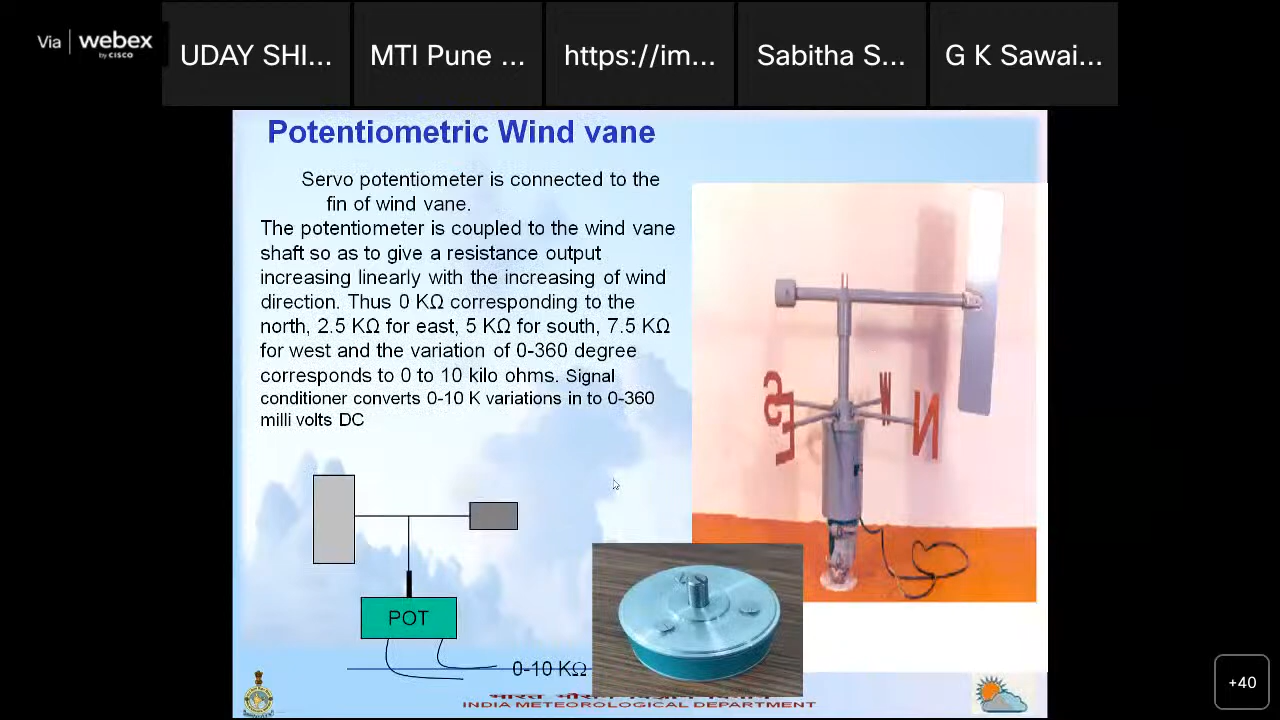 Via webex
by CISCO
UDAY SHI...
MTI Pune ...
https://im...
Sabitha S...
G K Sawai...
Potentiometric Wind vane
Servo potentiometer is connected to the
fin of wind vane.
The potentiometer is coupled to the wind vane
shaft so as to give a resistance output
increasing linearly with the increasing of wind
direction. Thus 0 KΩ corresponding to the
north, 2.5 KΩ for east, 5 KΩ for south, 7.5 KΩ
for west and the variation of 0-360 degree
corresponds to 0 to 10 kilo ohms. Signal
conditioner converts 0-10 K variations in to 0-360
milli volts DC
S
E
W
N
POT
0-10 KΩ
INDIA METEOROLOGICAL DEPARTMENT
+40